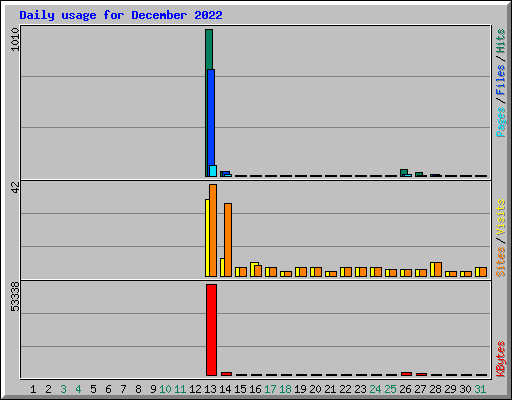 Daily usage for December 2022
1010
Pages / Files / Hits
42
Sites / Visits
53338
KBytes
1 2 3 4 5 6 7 8 9 10 11 12 13 14 15 16 17 18 19 20 21 22 23 24 25 26 27 28 29 30 31